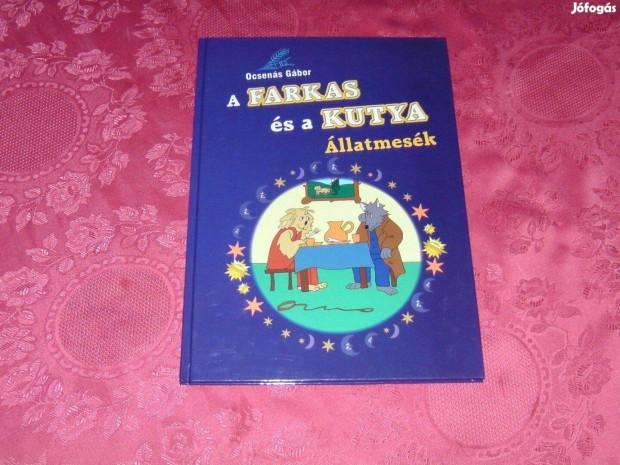 Jófogás
Ocsenás Gábor
A FARKAS
és a KUTYA
Állatmesék